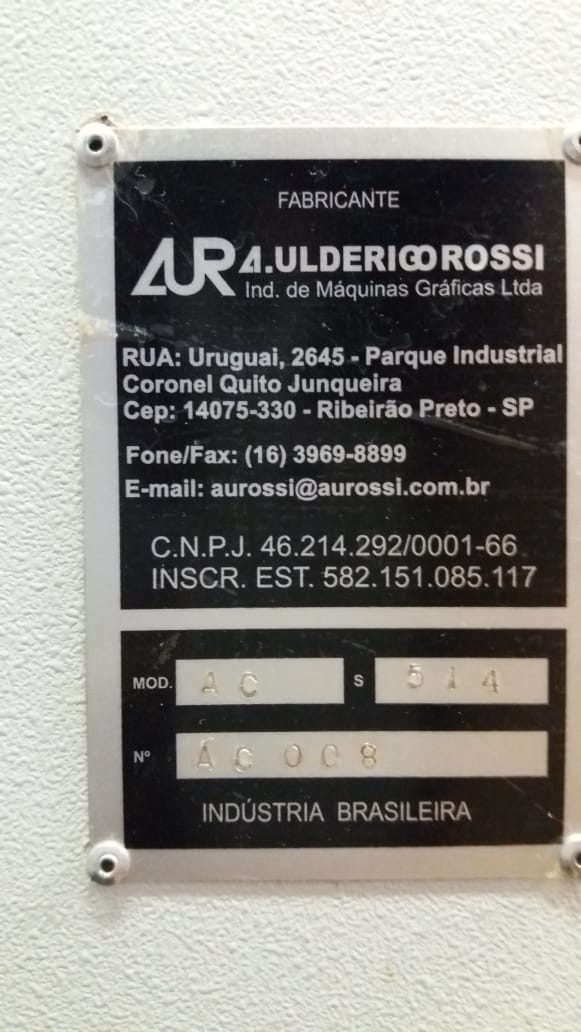 FABRICANTE
AUR A.ULDERICO ROSSI
Ind. de Máquinas Gráficas Ltda
RUA: Uruguai, 2645 - Parque Industrial
Coronel Quito Junqueira
Cep: 14075-330 - Ribeirão Preto - SP
Fone/Fax: (16) 3969-8899
E-mail: aurossi@aurossi.com.br
C.N.P.J. 46.214.292/0001-66
INSCR. EST. 582.151.085.117
MOD. AC S 514
Nº AC 008
INDÚSTRIA BRASILEIRA